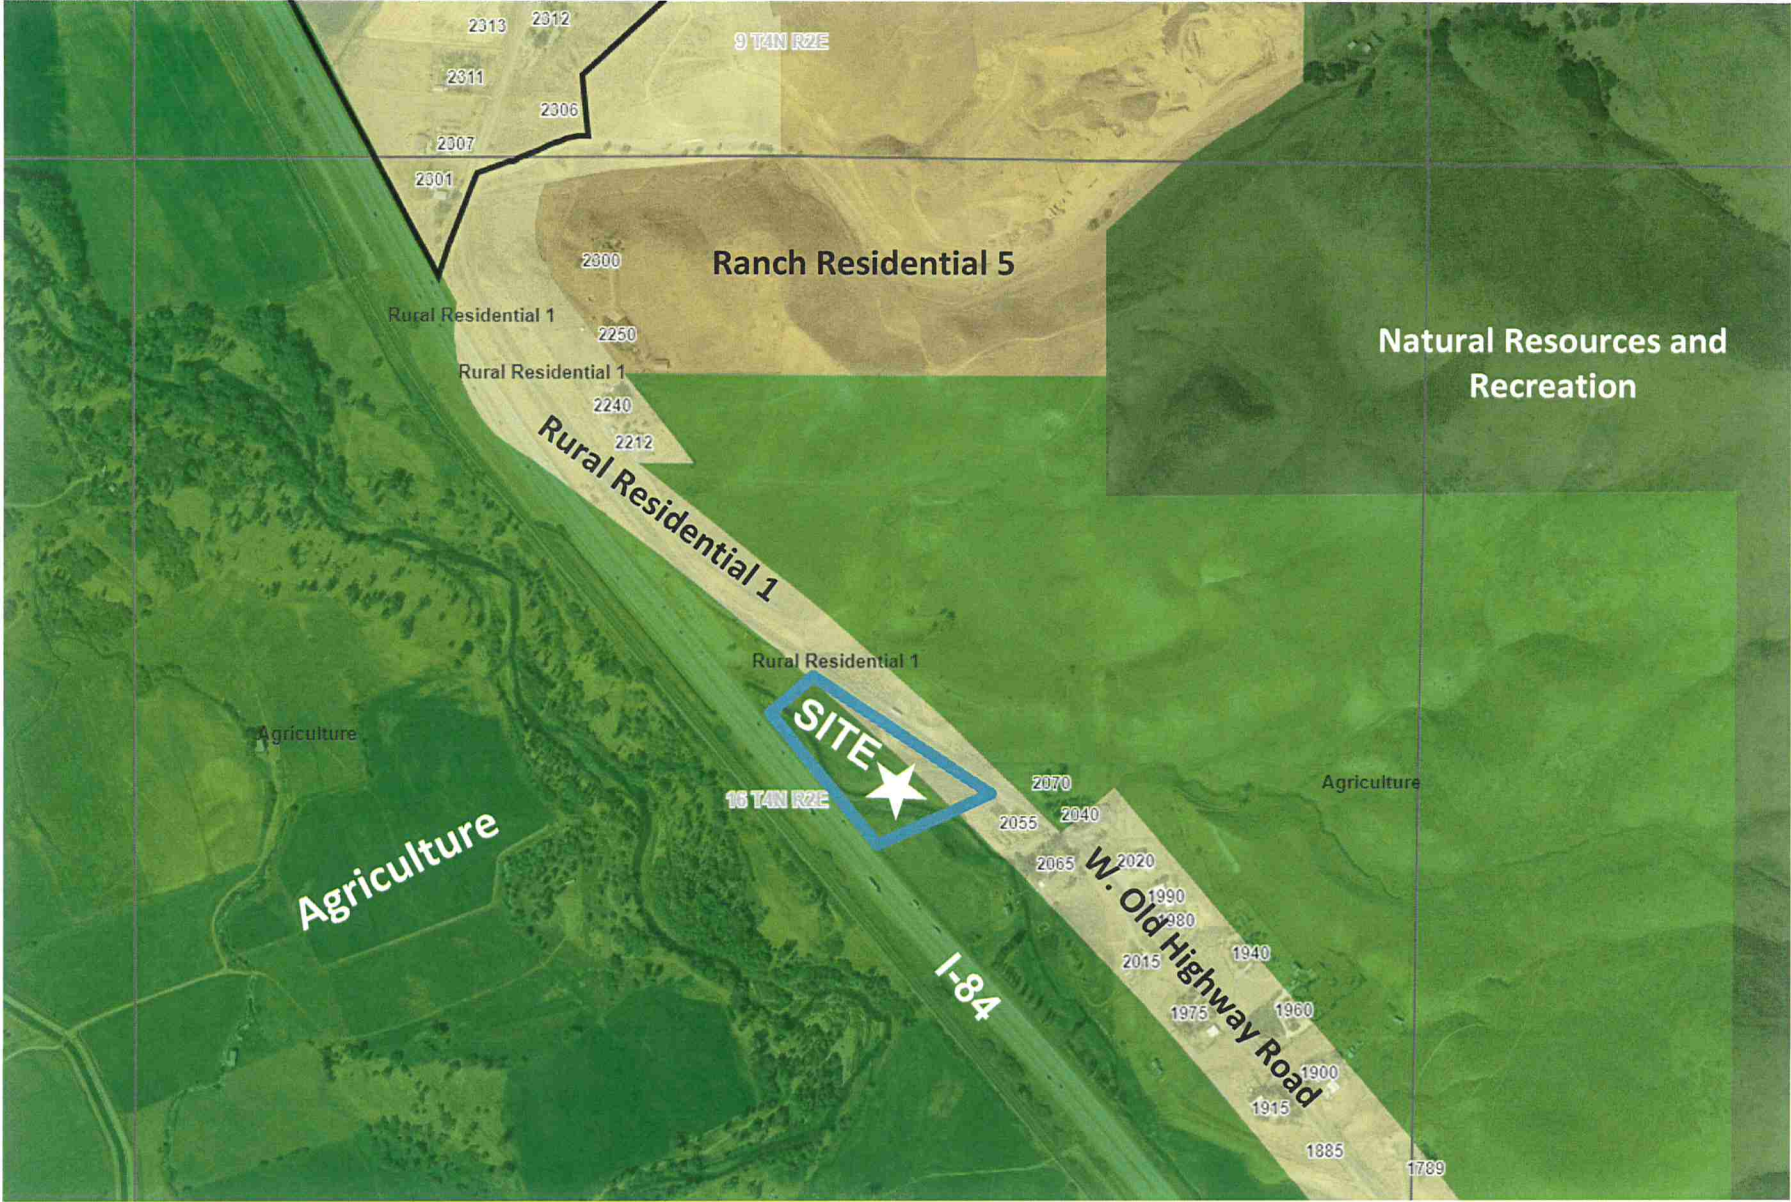 2313
2312
9 T4N R2E
2311
2306
2307
2301
2300
Ranch Residential 5
Rural Residential 1
2250
Natural Resources and
Recreation
Rural Residential 1
2240
2212
Rural Residential 1
Rural Residential 1
SITE
Agriculture
2070
Agriculture
16 T4N R2E
2040
2055
Agriculture
2065
2020
W. Old Highway Road
1990
1980
2015
1940
I-84
1975
1960
1900
1915
1885
1789